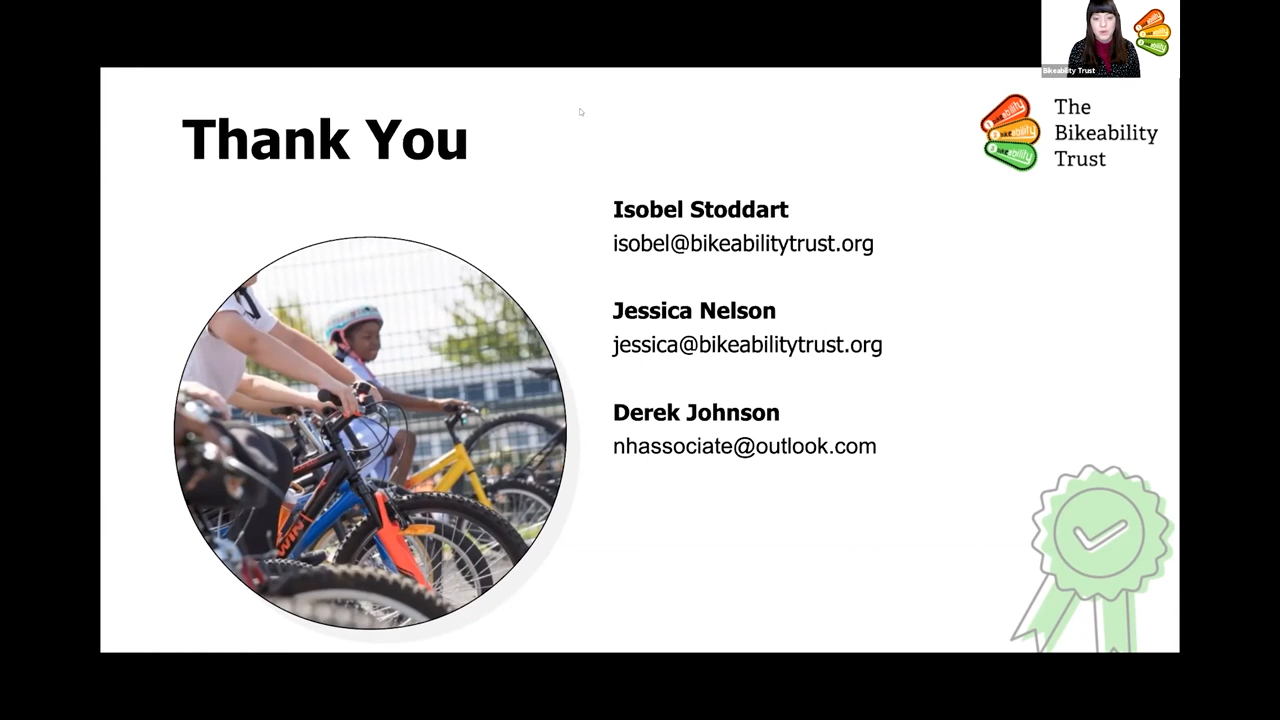 Bikeability Trust
Thank You
The
Bikeability
Trust
Isobel Stoddart
isobel@bikeabilitytrust.org
Jessica Nelson
jessica@bikeabilitytrust.org
Derek Johnson
nhassociate@outlook.com